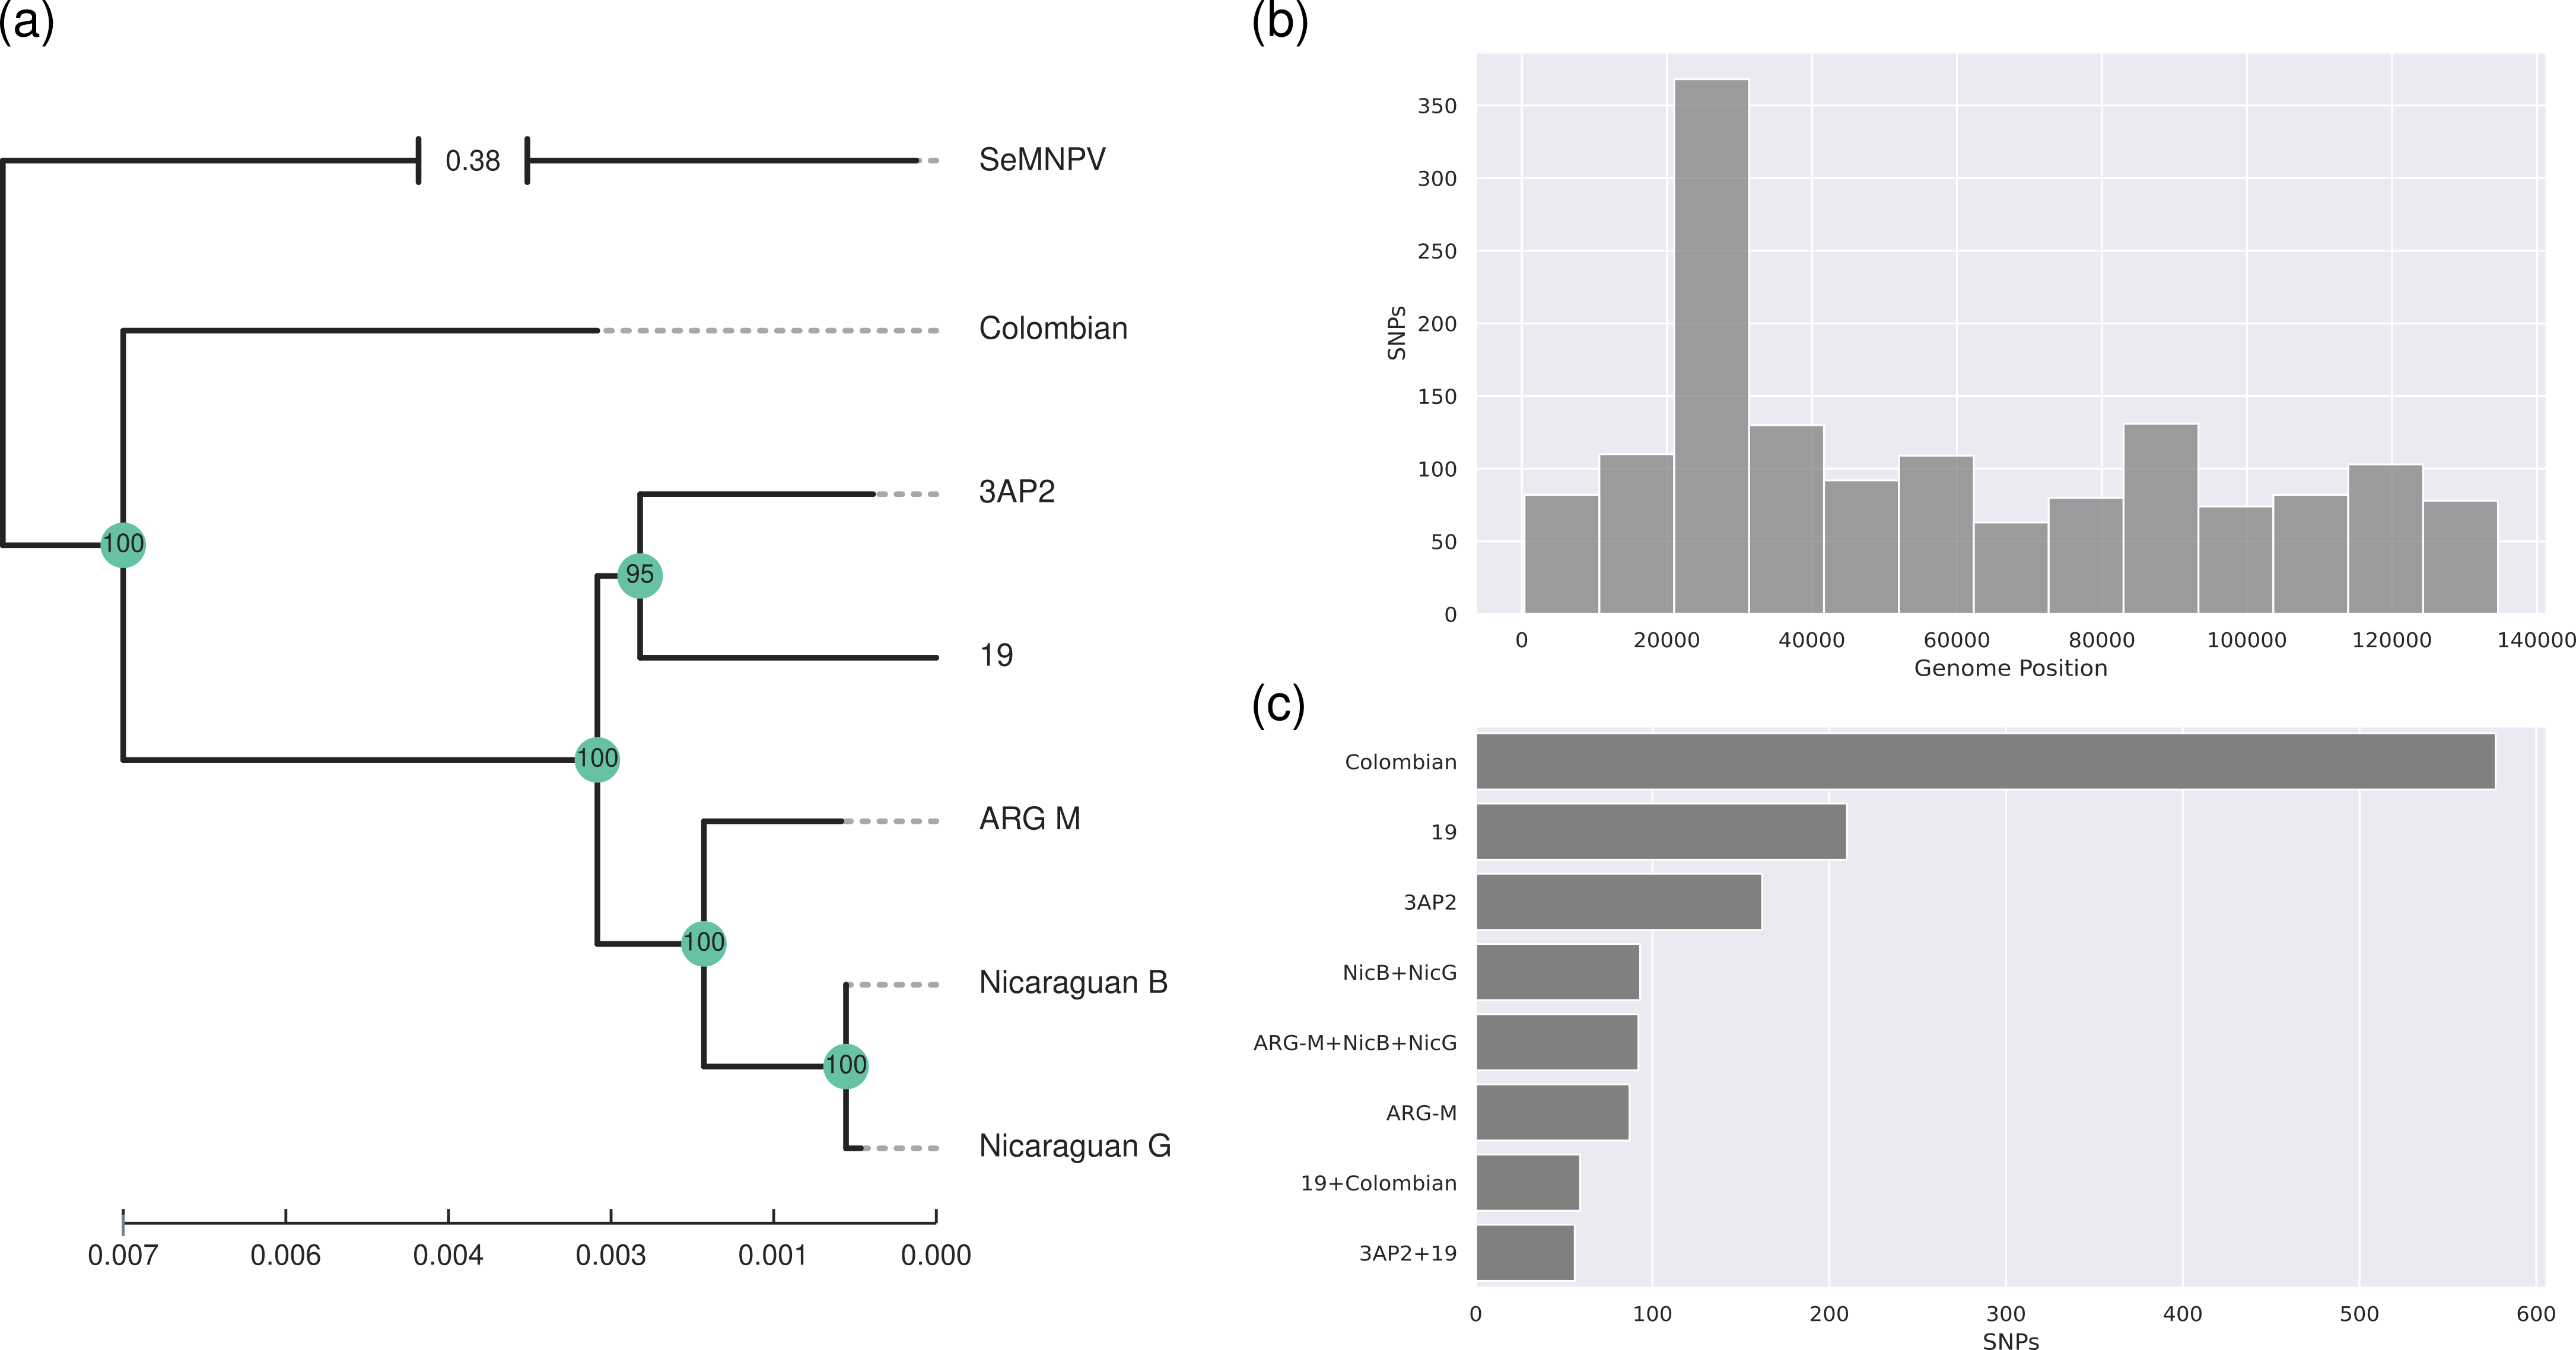 (a)
0.38
SeMNPV
Colombian
100
3AP2
95
19
100
ARG M
100
Nicaraguan B
100
Nicaraguan G
0.007 0.006 0.004 0.003 0.001 0.000
(b)
SNPs
350
300
250
200
150
100
50
0
0 20000 40000 60000 80000 100000 120000 140000
Genome Position
(c)
Colombian
19
3AP2
NicB+NicG
ARG-M+NicB+NicG
ARG-M
19+Colombian
3AP2+19
0 100 200 300 400 500 600
SNPs